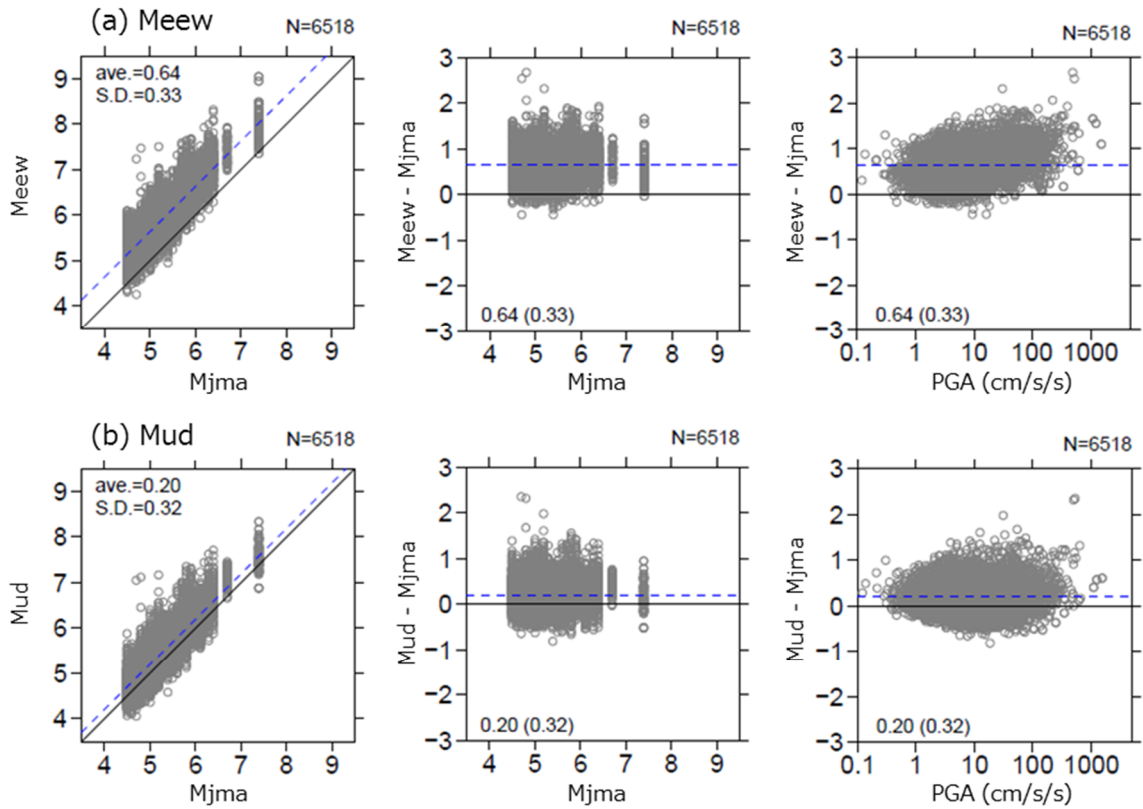 (a) Meew
N=6518
N=6518
N=6518
ave.=0.64
S.D.=0.33
9
8
7
6
5
4
Meew
4 5 6 7 8 9
Mjma
3
2
1
0
−1
−2
−3
Meew - Mjma
0.64 (0.33)
4 5 6 7 8 9
Mjma
3
2
1
0
−1
−2
−3
Meew - Mjma
0.64 (0.33)
0.1 1 10 100 1000
PGA (cm/s/s)
(b) Mud
N=6518
N=6518
N=6518
ave.=0.20
S.D.=0.32
9
8
7
6
5
4
Mud
4 5 6 7 8 9
Mjma
3
2
1
0
−1
−2
−3
Mud - Mjma
0.20 (0.32)
4 5 6 7 8 9
Mjma
3
2
1
0
−1
−2
−3
Mud - Mjma
0.20 (0.32)
0.1 1 10 100 1000
PGA (cm/s/s)